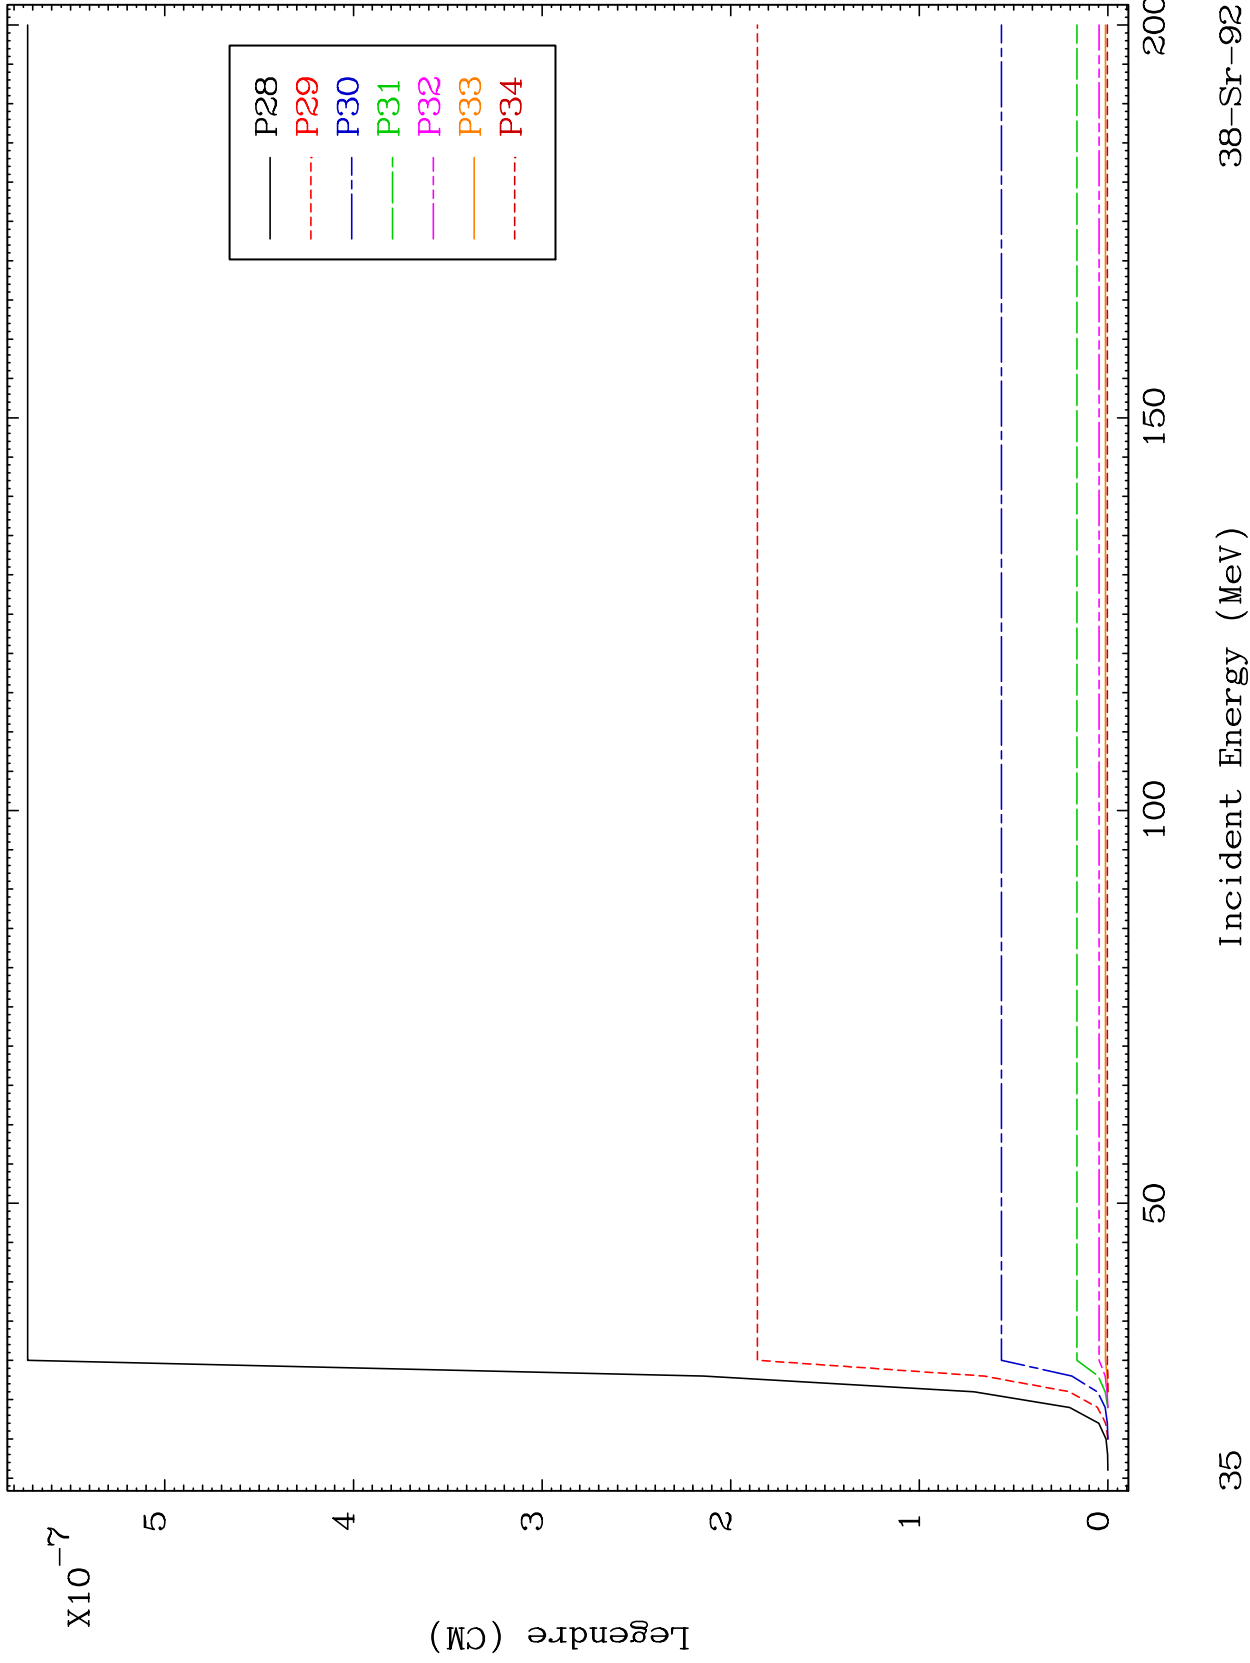 X10-7
5
4
3
2
1
0
Legendre (CM)
P28
P29
P30
P31
P32
P33
P34
50
100
150
200
35
Incident Energy (MeV)
38-Sr-92